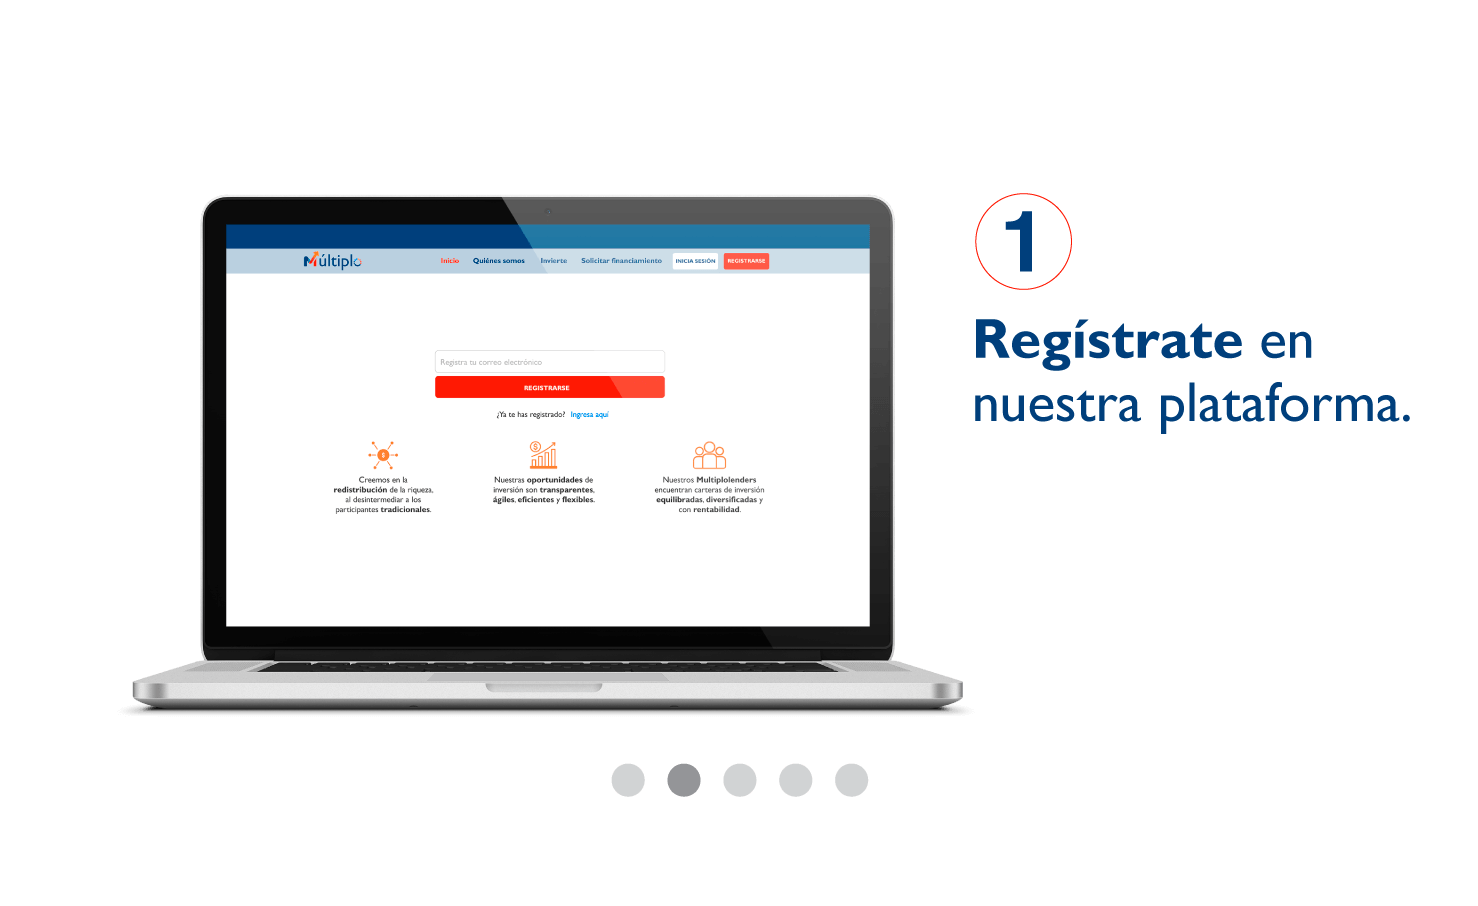 Múltiplo
Inicio
Quiénes somos
Invierte
Solicitar financiamiento
INICIA SESIÓN
REGISTRARSE
Registra tu correo electrónico
REGISTRARSE
¿Ya te has registrado? Ingresa aquí
Creemos en la
redistribución de la riqueza,
al desintermediar a los
participantes tradicionales.
Nuestras oportunidades de
inversión son transparentes,
ágiles, eficientes y flexibles.
Nuestros Multiplolenders
encuentran carteras de inversión
equilibradas, diversificadas y
con rentabilidad.
1
Regístrate en
nuestra plataforma.